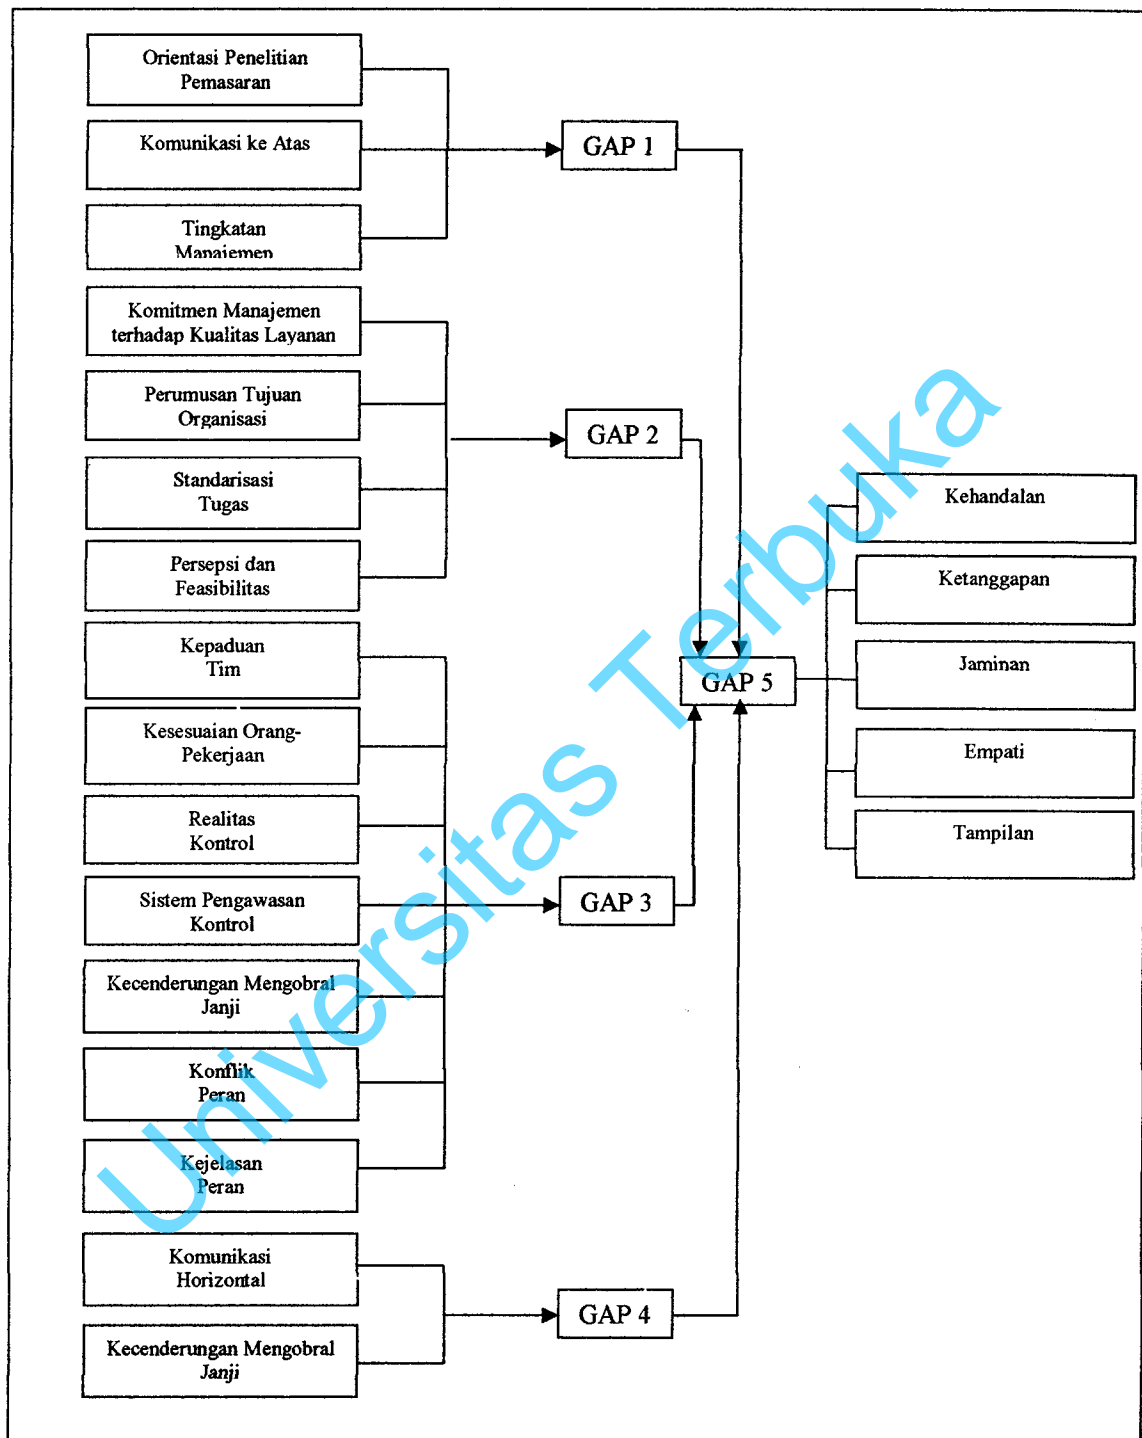 Orientasi Penelitian
Pemasaran
Komunikasi ke Atas
Tingkatan
Manajemen
GAP 1
Komitmen Manajemen
terhadap Kualitas Layanan
Perumusan Tujuan
Organisasi
Standarisasi
Tugas
Persepsi dan
Feasibilitas
GAP 2
Kepaduan
Tim
Kesesuaian Orang-
Pekerjaan
Realitas
Kontrol
Sistem Pengawasan
Kontrol
Kecenderungan Mengobral
Janji
Konflik
Peran
Kejelasan
Peran
GAP 3
Komunikasi
Horizontal
Kecenderungan Mengobral
Janji
GAP 4
GAP 5
Kehandalan
Ketanggapan
Jaminan
Empati
Tampilan
Universitas Terbuka